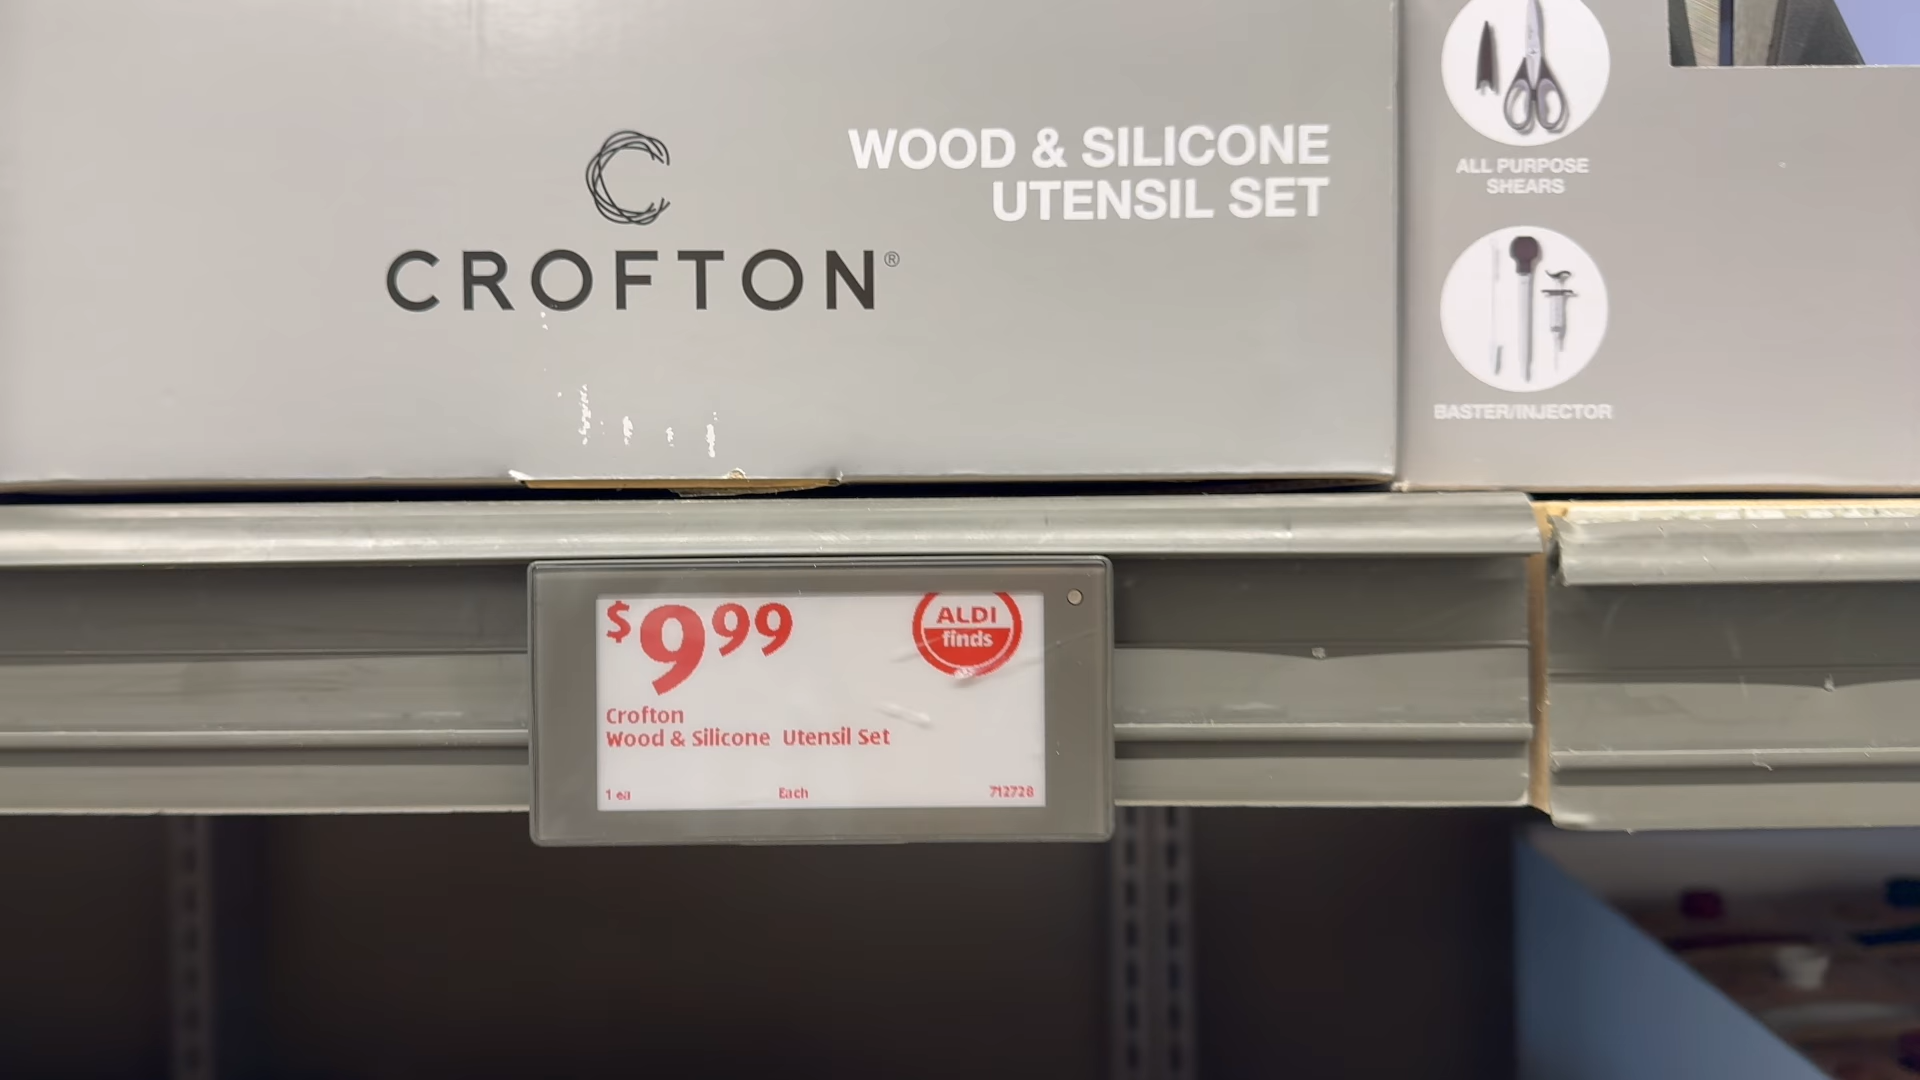 WOOD & SILICONE
UTENSIL SET
CROFTON®
ALL PURPOSE
SHEARS
BASTER/INJECTOR
$9.99
ALDI
finds
Crofton
Wood & Silicone Utensil Set
1 ea Each 712728